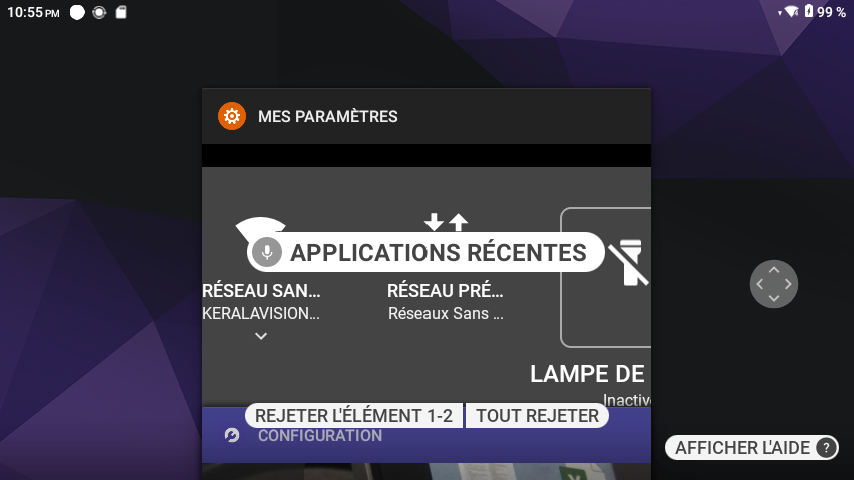 10:55 PM
99 %
MES PARAMÈTRES
APPLICATIONS RÉCENTES
RÉSEAU SAN...
RÉSEAU PRÉ...
KERALAVISION...
Réseaux Sans ...
LAMPE DE
Inactive
REJETER L'ÉLÉMENT 1-2
TOUT REJETER
CONFIGURATION
AFFICHER L'AIDE ?